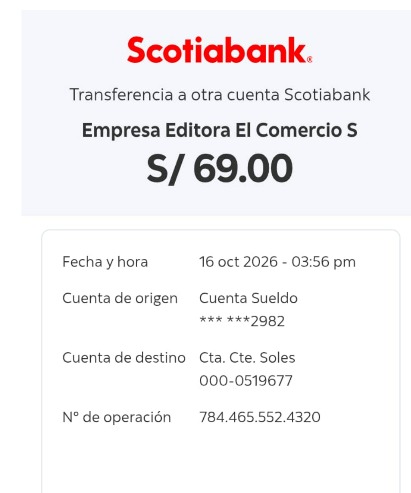 Scotiabank®
Transferencia a otra cuenta Scotiabank
Empresa Editora El Comercio S
S/ 69.00
Fecha y hora 16 oct 2026 - 03:56 pm
Cuenta de origen Cuenta Sueldo
*** ***2982
Cuenta de destino Cta. Cte. Soles
000-0519677
N° de operación 784.465.552.4320